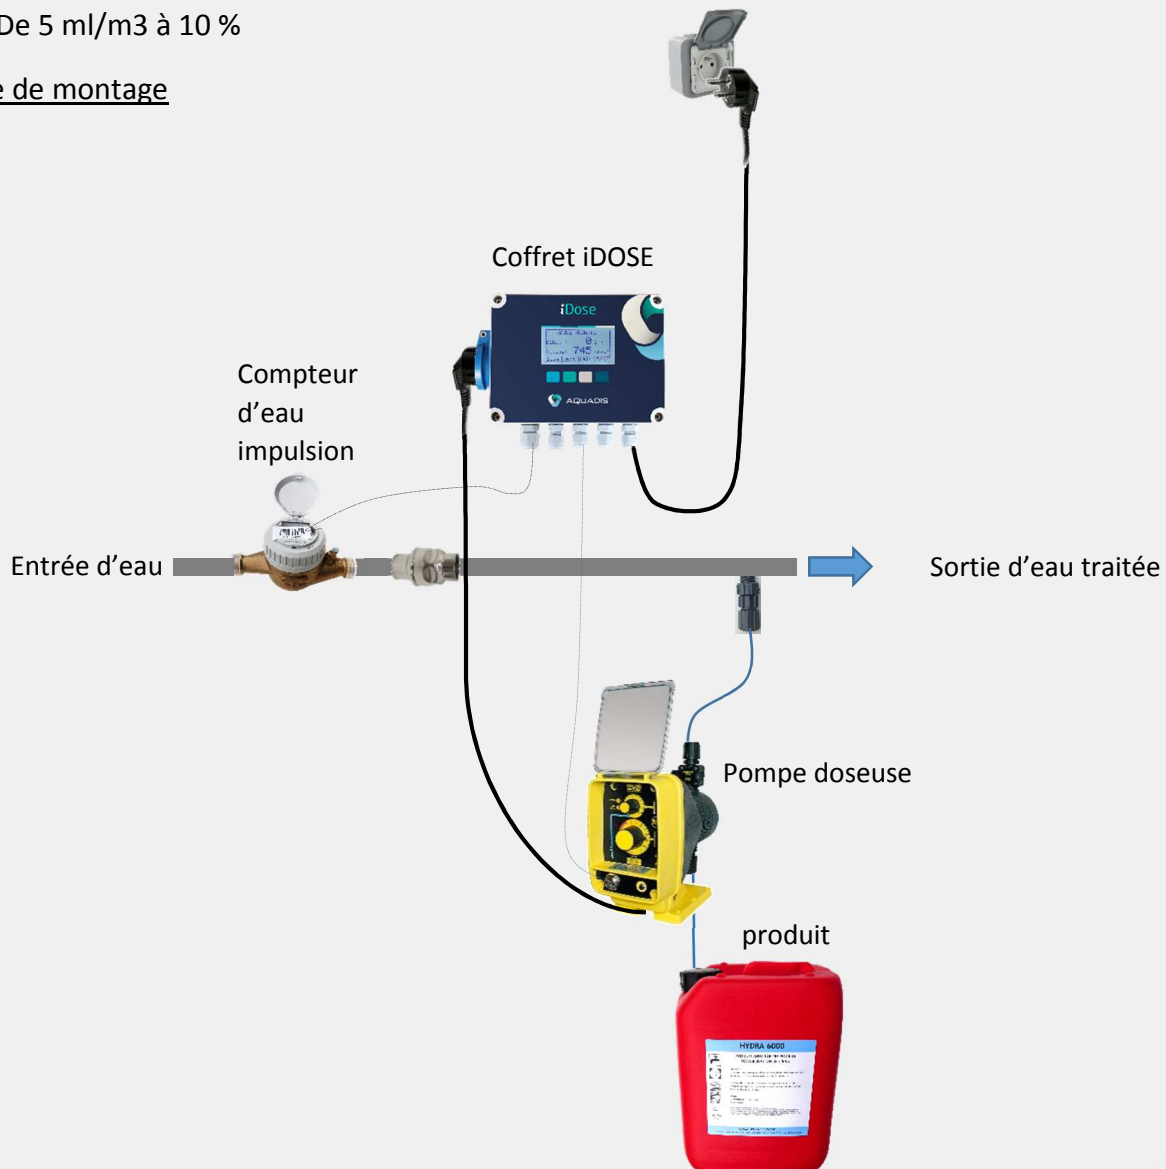 De 5 ml/m3 à 10 %
e de montage
Coffret iDOSE
iDose
745
AQUADIS
Compteur
d’eau
impulsion
Entrée d’eau
Sortie d’eau traitée
Pompe doseuse
produit
HYDRA 6000